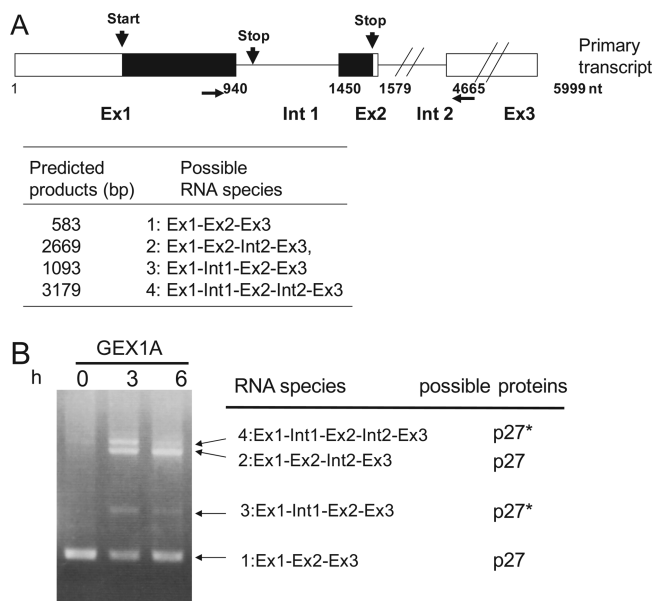 A
Start
Stop
Stop
Primary
transcript
1
940
1450
1579
4665
5999 nt
Ex1
Int 1
Ex2
Int 2
Ex3
Predicted
products (bp)
Possible
RNA species
583
1: Ex1-Ex2-Ex3
2669
2: Ex1-Ex2-Int2-Ex3,
1093
3: Ex1-Int1-Ex2-Ex3
3179
4: Ex1-Int1-Ex2-Int2-Ex3
B
GEX1A
h
0
3
6
RNA species
possible proteins
4:Ex1-Int1-Ex2-Int2-Ex3
p27*
2:Ex1-Ex2-Int2-Ex3
p27
3:Ex1-Int1-Ex2-Ex3
p27*
1:Ex1-Ex2-Ex3
p27